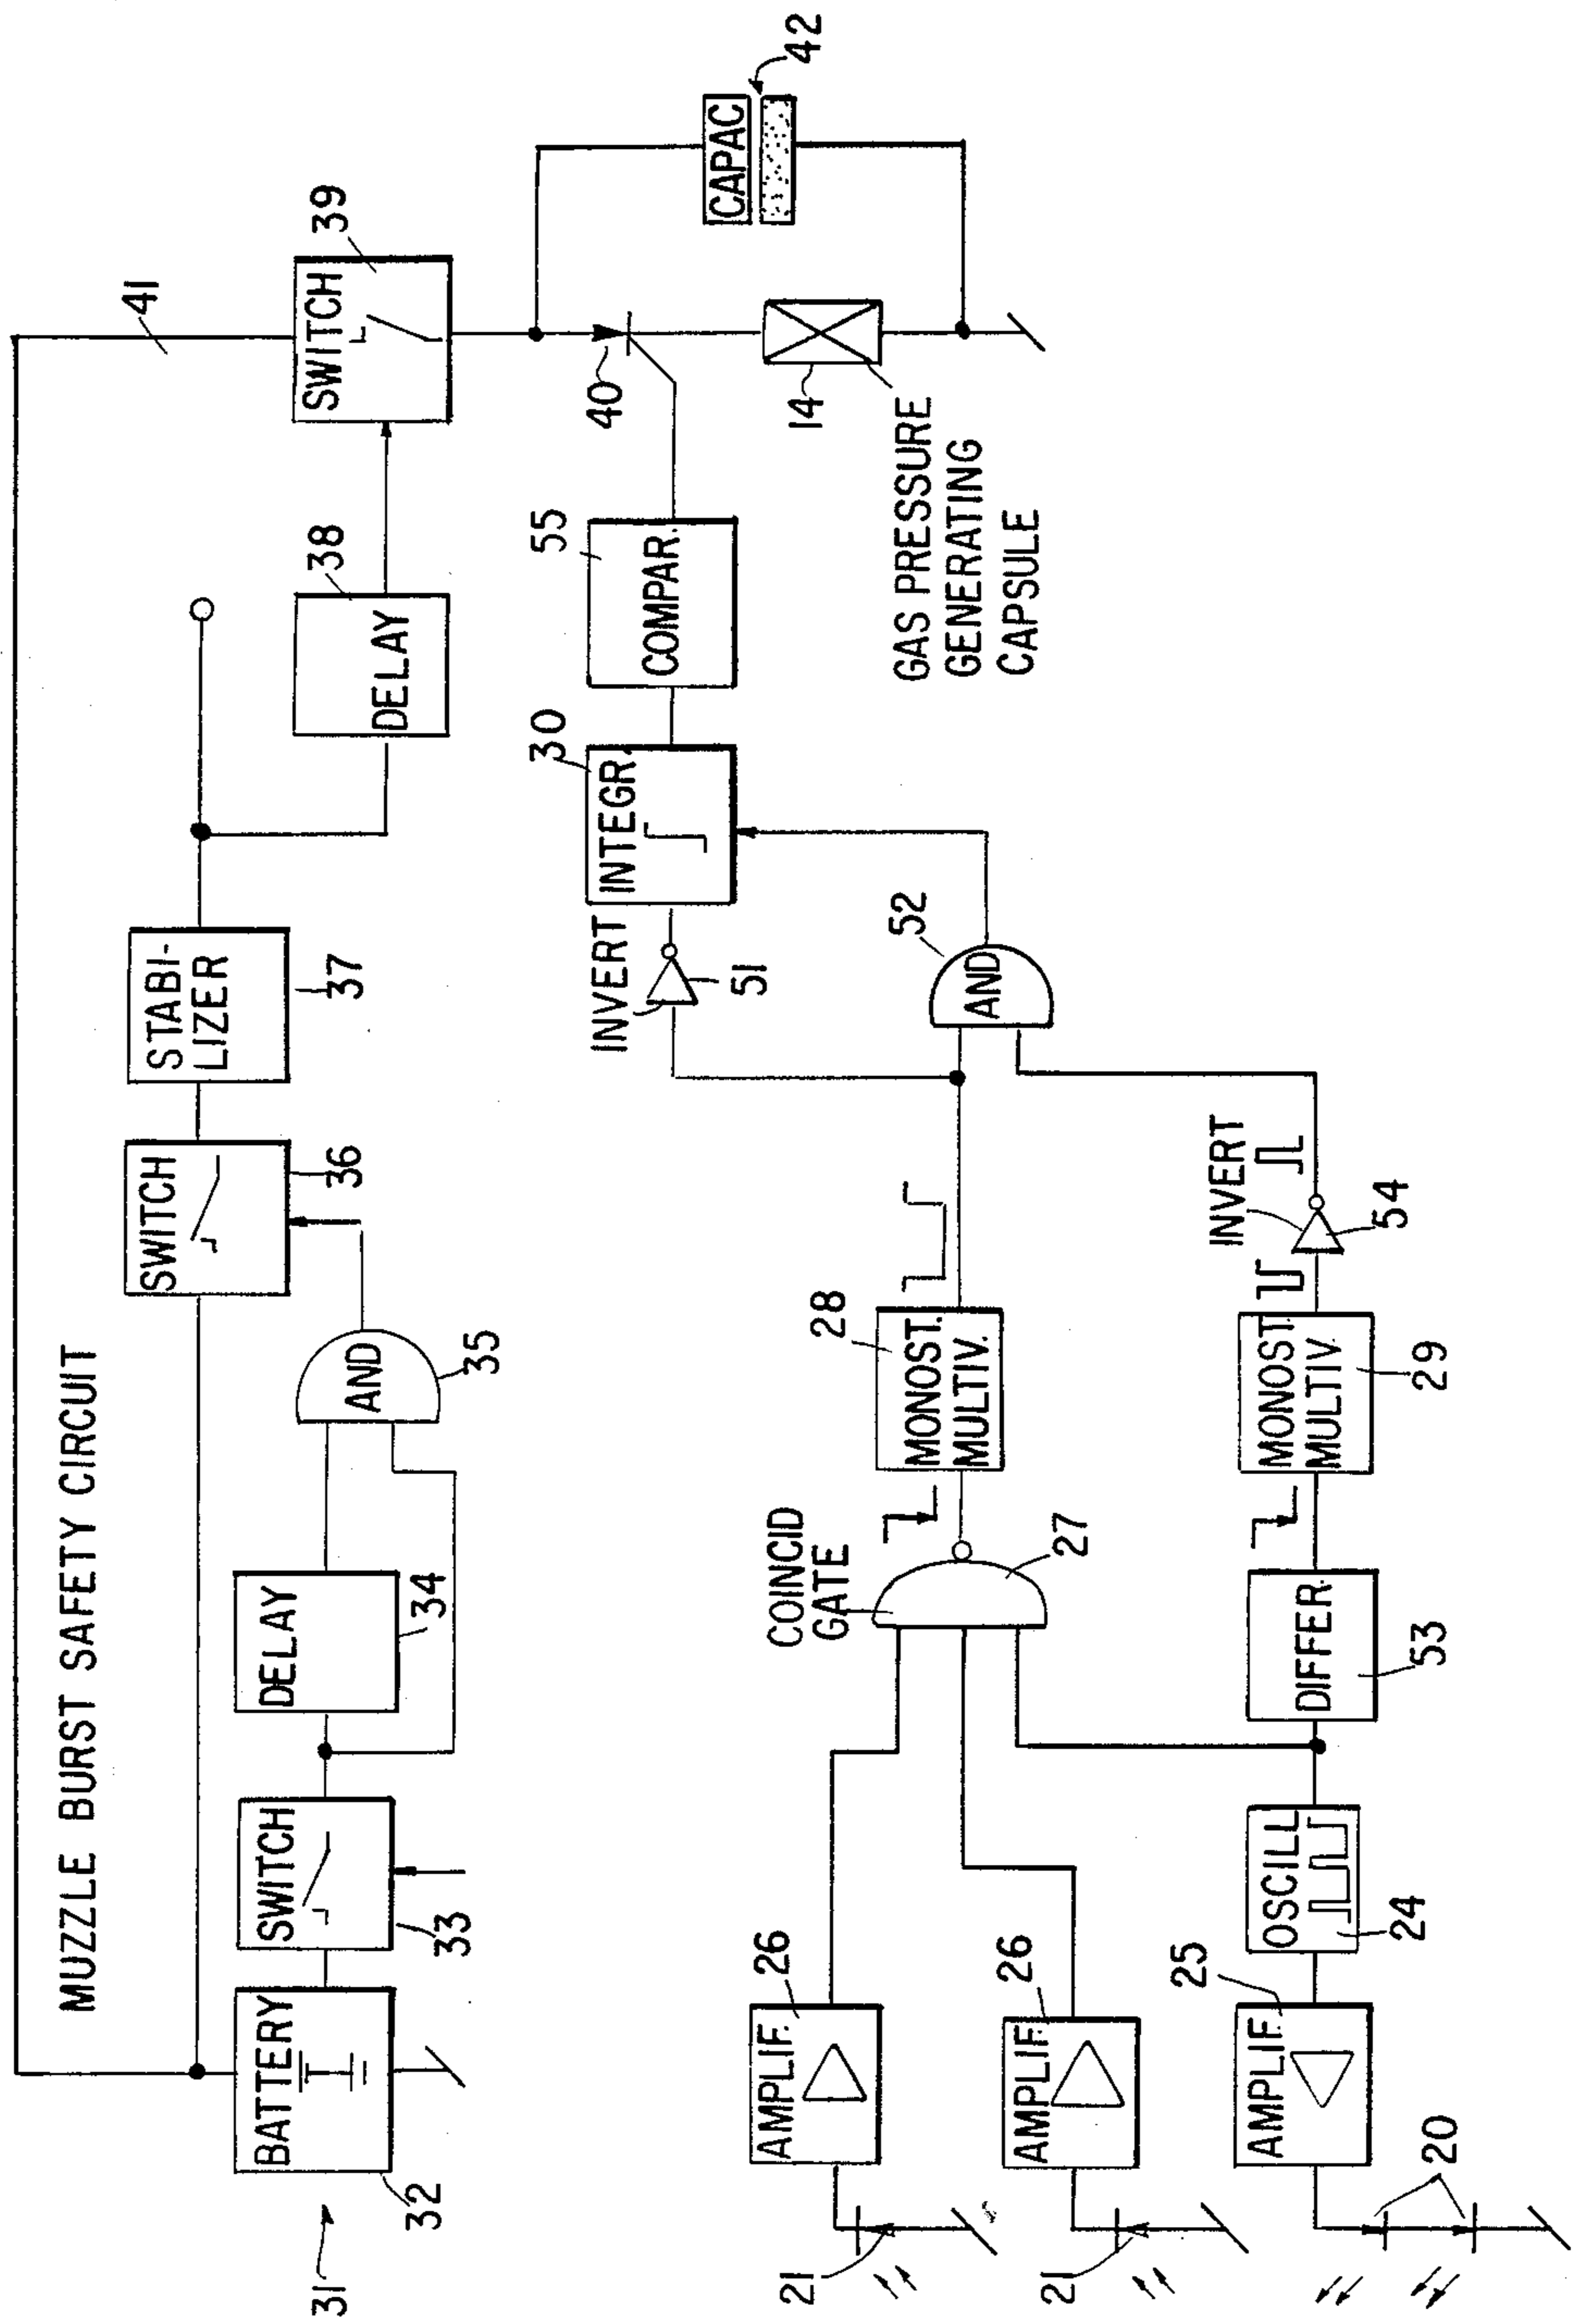 MUZZLE BURST SAFETY CIRCUIT
41
31
BATTERY
32
SWITCH
33
DELAY
34
AND
35
SWITCH
36
STABI-
LIZER
37
DELAY
38
SWITCH
39
40
CAPAC
42
14
GAS PRESSURE
GENERATING
CAPSULE
COMPAR.
55
INTEGR.
30
INVERT
51
AND
52
MONOST.
MULTIV.
28
COINCID
GATE
27
AMPLIF.
26
21
AMPLIF.
26
21
AMPLIF.
25
20
OSCILL
24
DIFFER.
53
MONOST.
MULTIV.
29
INVERT
54